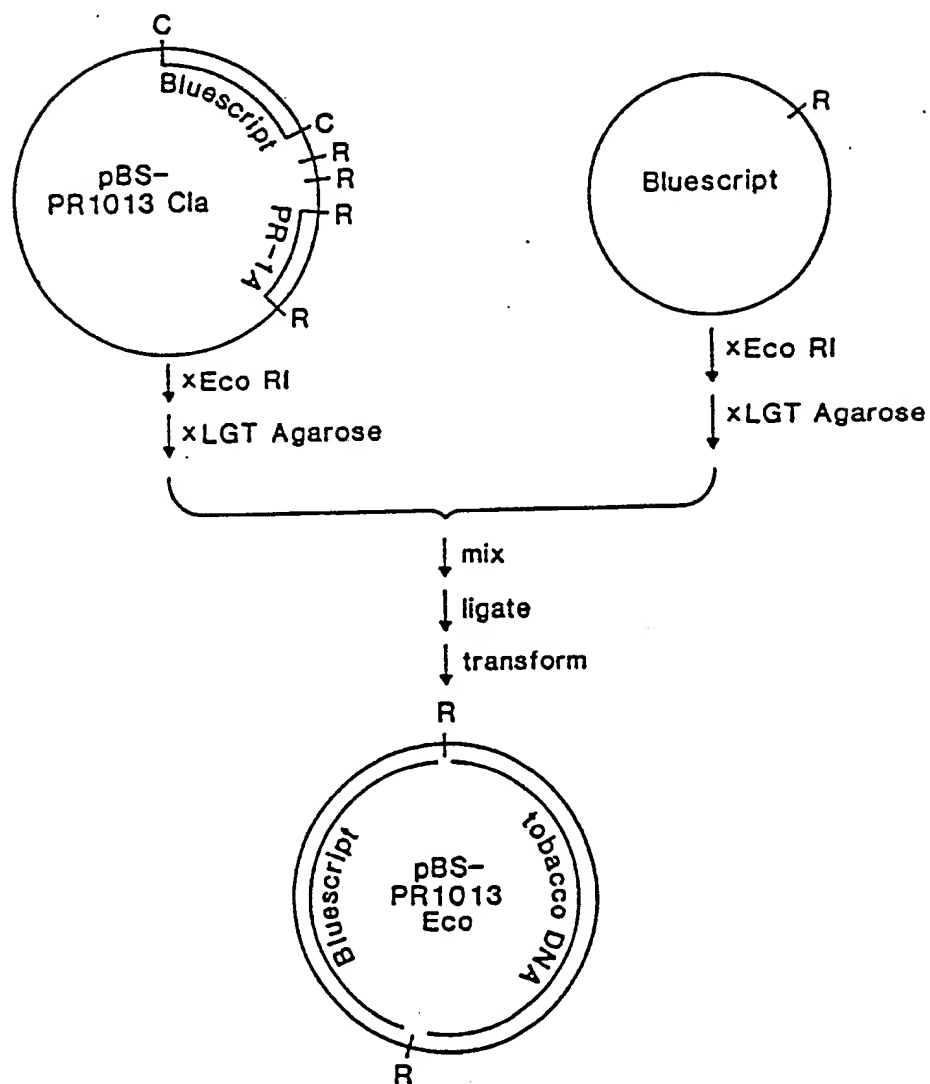 C
Bluescript
C
R
R
pBS-
PR1013 Cla
R
PR-1A
R
R
Bluescript
xEco RI
xLGT Agarose
xEco RI
xLGT Agarose
mix
ligate
transform
R
Bluescript
pBS-
PR1013
Eco
tobacco DNA
R